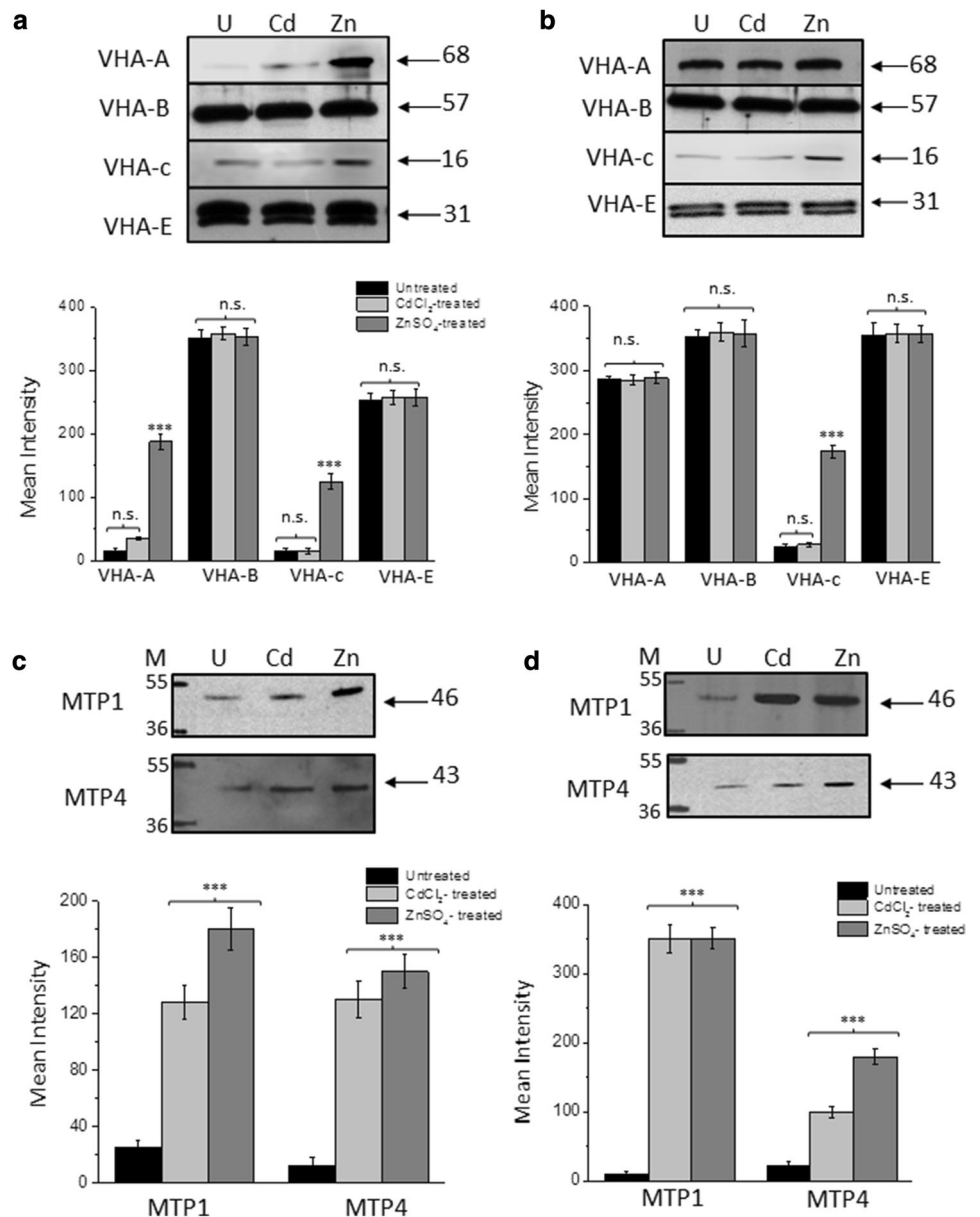 a
U Cd Zn
VHA-A 68
VHA-B 57
VHA-c 16
VHA-E 31
b
U Cd Zn
VHA-A 68
VHA-B 57
VHA-c 16
VHA-E 31
400
300
200
100
0
Mean Intensity
Untreated
CdCl2-treated
ZnSO4-treated
n.s.
***
n.s.
n.s.
***
n.s.
VHA-A VHA-B VHA-c VHA-E
400
300
200
100
0
Mean Intensity
n.s.
n.s.
n.s.
***
n.s.
VHA-A VHA-B VHA-c VHA-E
c
M U Cd Zn
MTP1 55 36 46
MTP4 55 36 43
d
M U Cd Zn
MTP1 55 36 46
MTP4 55 36 43
200
160
120
80
40
0
Mean Intensity
Untreated
CdCl2- treated
ZnSO4- treated
***
***
MTP1 MTP4
400
300
200
100
0
Mean Intensity
Untreated
CdCl2- treated
ZnSO4- treated
***
***
MTP1 MTP4